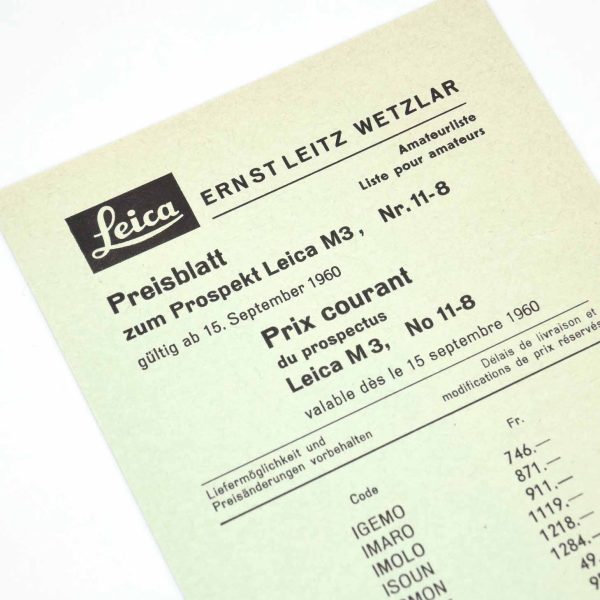 Leica
ERNST LEITZ WETZLAR
Amateurliste
Liste pour amateurs
Preisblatt
zum Prospekt Leica M3, Nr. 11-8
gültig ab 15. September 1960
Prix courant
du prospectus
Leica M3, No 11-8
valable dès le 15 septembre 1960
Liefermöglichkeit und
Preisänderungen vorbehalten
Délais de livraison et
modifications de prix réservés
Code Fr.
IGEMO 746.—
IMARO 871.—
IMOLO 911.—
ISOUN 1119.—
1218.—
1284.—
49.